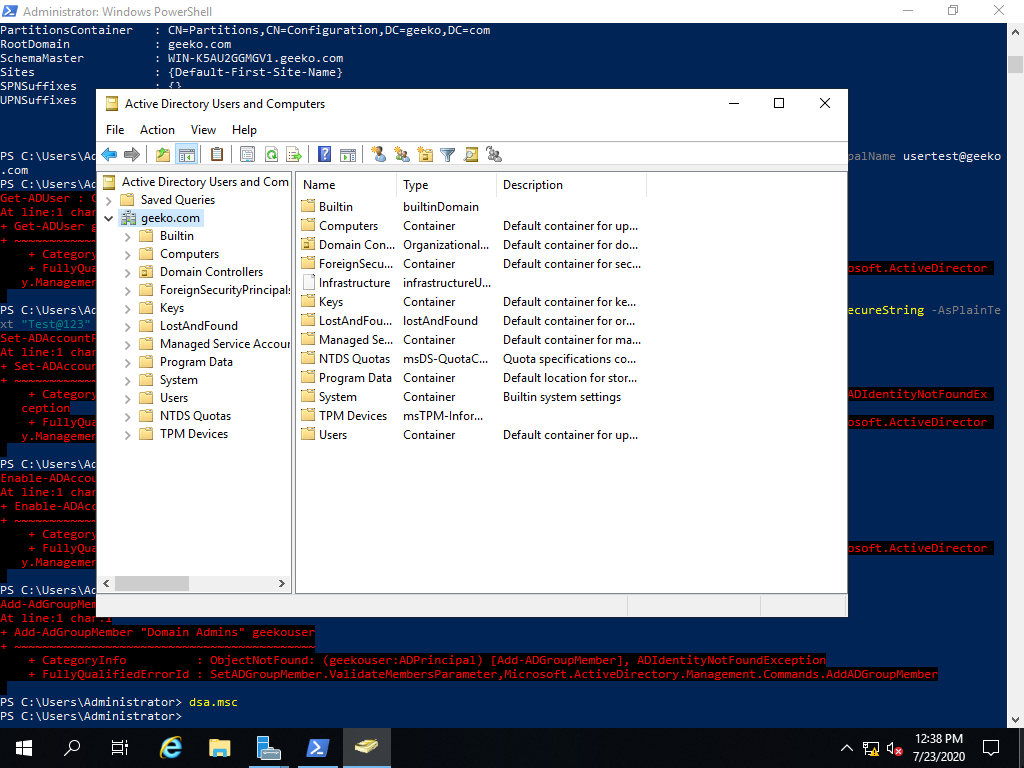 Administrator: Windows PowerShell
PartitionsContainer : CN=Partitions,CN=Configuration,DC=geeko,DC=com
RootDomain : geeko.com
SchemaMaster : WIN-K5AU2GGMGV1.geeko.com
Sites : {Default-First-Site-Name}
SPNSuffixes : {}
UPNSuffixes
PS C:\Users\Ad
palName usertest@geeko
.com
PS C:\Users\Ad
Get-ADUser : C
At line:1 char
+ Get-ADUser g
+ ~~~~~~~~~~~~
+ Category
+ FullyQua
osoft.ActiveDirector
y.Managemen
PS C:\Users\Ad
ecureString -AsPlainTe
xt "Test@123"
Set-ADAccountP
At line:1 char
+ Set-ADAccoun
+ Category
ADIdentityNotFoundEx
ception
+ FullyQua
osoft.ActiveDirector
y.Managemen
PS C:\Users\Ad
Enable-ADAccou
At line:1 char
+ Enable-ADAcc
+ Category
+ FullyQua
osoft.ActiveDirector
y.Managemen
PS C:\Users\Ad
Add-AdGroupMem
At line:1 char:1
+ Add-AdGroupMember "Domain Admins" geekouser
+ CategoryInfo : ObjectNotFound: (geekouser:ADPrincipal) [Add-ADGroupMember], ADIdentityNotFoundException
+ FullyQualifiedErrorId : SetADGroupMember.ValidateMembersParameter,Microsoft.ActiveDirectory.Management.Commands.AddADGroupMember
PS C:\Users\Administrator> dsa.msc
PS C:\Users\Administrator>
Active Directory Users and Computers
File Action View Help
Active Directory Users and Com
Saved Queries
geeko.com
Builtin
Computers
Domain Controllers
ForeignSecurityPrincipals
Keys
LostAndFound
Managed Service Accour
Program Data
System
Users
NTDS Quotas
TPM Devices
Name Type Description
Builtin builtinDomain
Computers Container Default container for up...
Domain Con... Organizational... Default container for do...
ForeignSecu... Container Default container for sec...
Infrastructure infrastructureU...
Keys Container Default container for ke...
LostAndFou... lostAndFound Default container for or...
Managed Se... Container Default container for ma...
NTDS Quotas msDS-QuotaC... Quota specifications co...
Program Data Container Default location for stor...
System Container Builtin system settings
TPM Devices msTPM-Infor...
Users Container Default container for up...
12:38 PM
7/23/2020